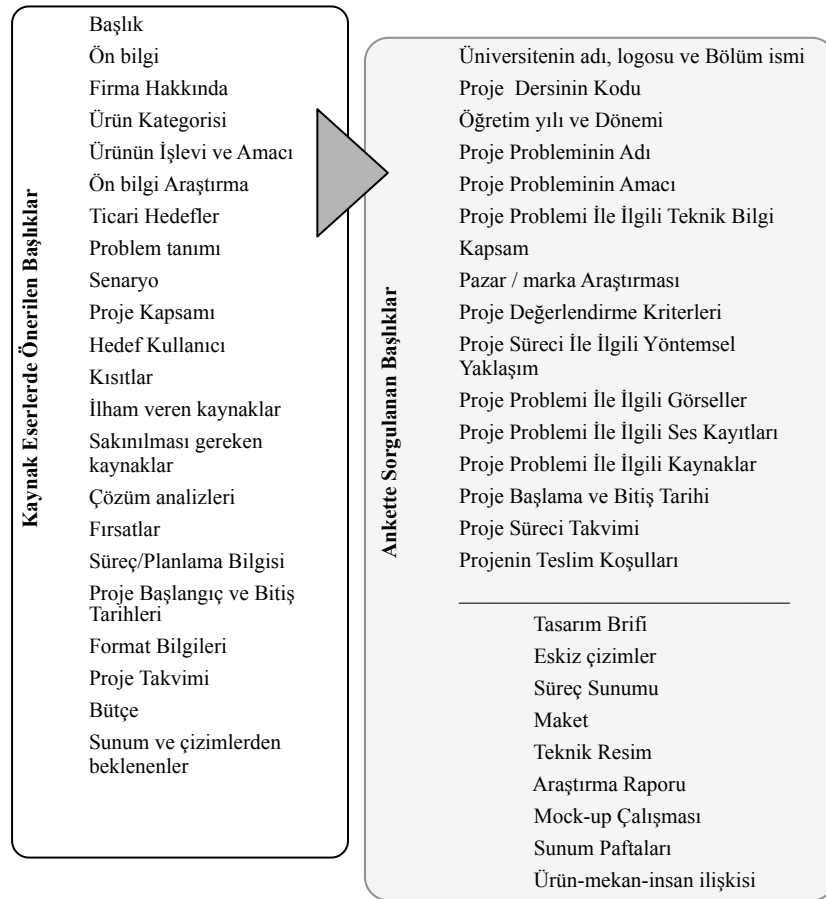 Kaynak Eserlerde Önerilen Başlıklar
Başlık
Ön bilgi
Firma Hakkında
Ürün Kategorisi
Ürünün İşlevi ve Amacı
Ön bilgi Araştırma
Ticari Hedefler
Problem tanımı
Senaryo
Proje Kapsamı
Hedef Kullanıcı
Kısıtlar
İlham veren kaynaklar
Sakınılması gereken
kaynaklar
Çözüm analizleri
Fırsatlar
Süreç/Planlama Bilgisi
Proje Başlangıç ve Bitiş
Tarihleri
Format Bilgileri
Proje Takvimi
Bütçe
Sunum ve çizimlerden
beklenenler
Ankette Sorgulanan Başlıklar
Üniversitenin adı, logosu ve Bölüm ismi
Proje Dersinin Kodu
Öğretim yılı ve Dönemi
Proje Probleminin Adı
Proje Probleminin Amacı
Proje Problemi İle İlgili Teknik Bilgi
Kapsam
Pazar / marka Araştırması
Proje Değerlendirme Kriterleri
Proje Süreci İle İlgili Yöntemsel
Yaklaşım
Proje Problemi İle İlgili Görseller
Proje Problemi İle İlgili Ses Kayıtları
Proje Problemi İle İlgili Kaynaklar
Proje Başlama ve Bitiş Tarihi
Proje Süreci Takvimi
Projenin Teslim Koşulları
Tasarım Brifi
Eskiz çizimler
Süreç Sunumu
Maket
Teknik Resim
Araştırma Raporu
Mock-up Çalışması
Sunum Paftaları
Ürün-mekan-insan ilişkisi